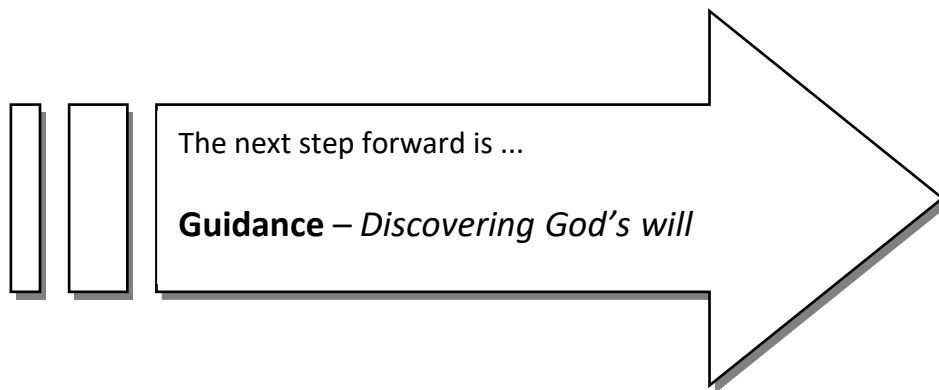 The next step forward is ...
Guidance – Discovering God’s will